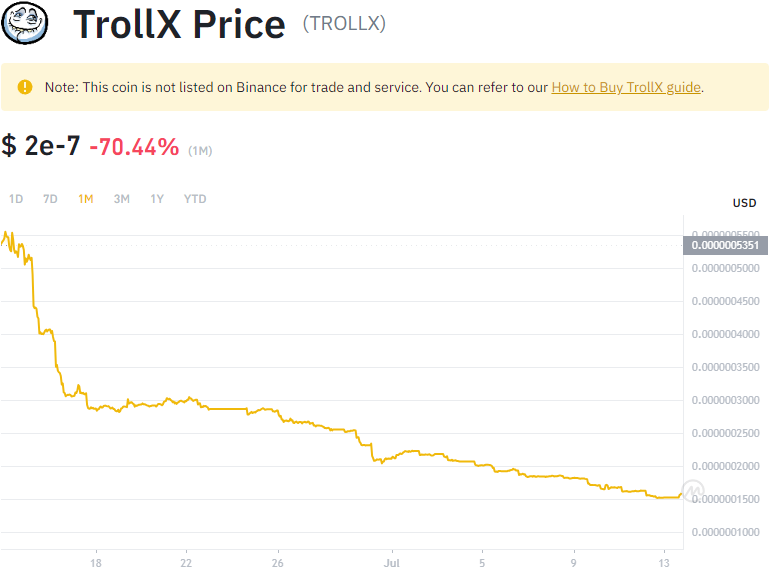 TrollX Price (TROLLX)
Note: This coin is not listed on Binance for trade and service. You can refer to our How to Buy TrollX guide.
$ 2e-7 -70.44% (1M)
1D 7D 1M 3M 1Y YTD
USD
0.0000005500
0.0000005351
0.0000005000
0.0000004500
0.0000004000
0.0000003500
0.0000003000
0.0000002500
0.0000002000
0.0000001500
0.0000001000
18 22 26 Jul 5 9 13